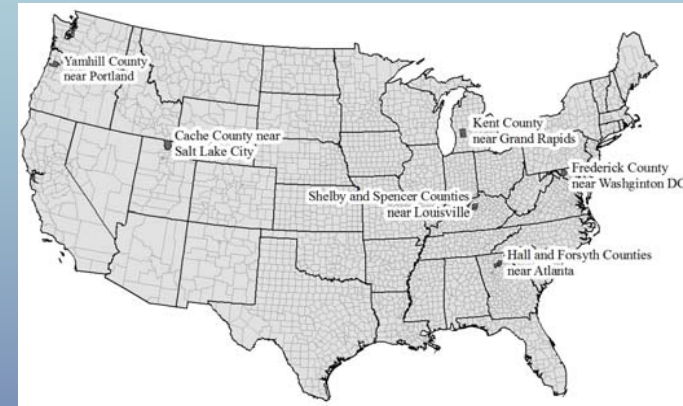 Yamhill County
near Portland
Kent County
near Grand Rapids
Cache County near
Salt Lake City
Frederick County
near Washginton DC
Shelby and Spencer Counties
near Louisville
Hall and Forsyth Counties
near Atlanta